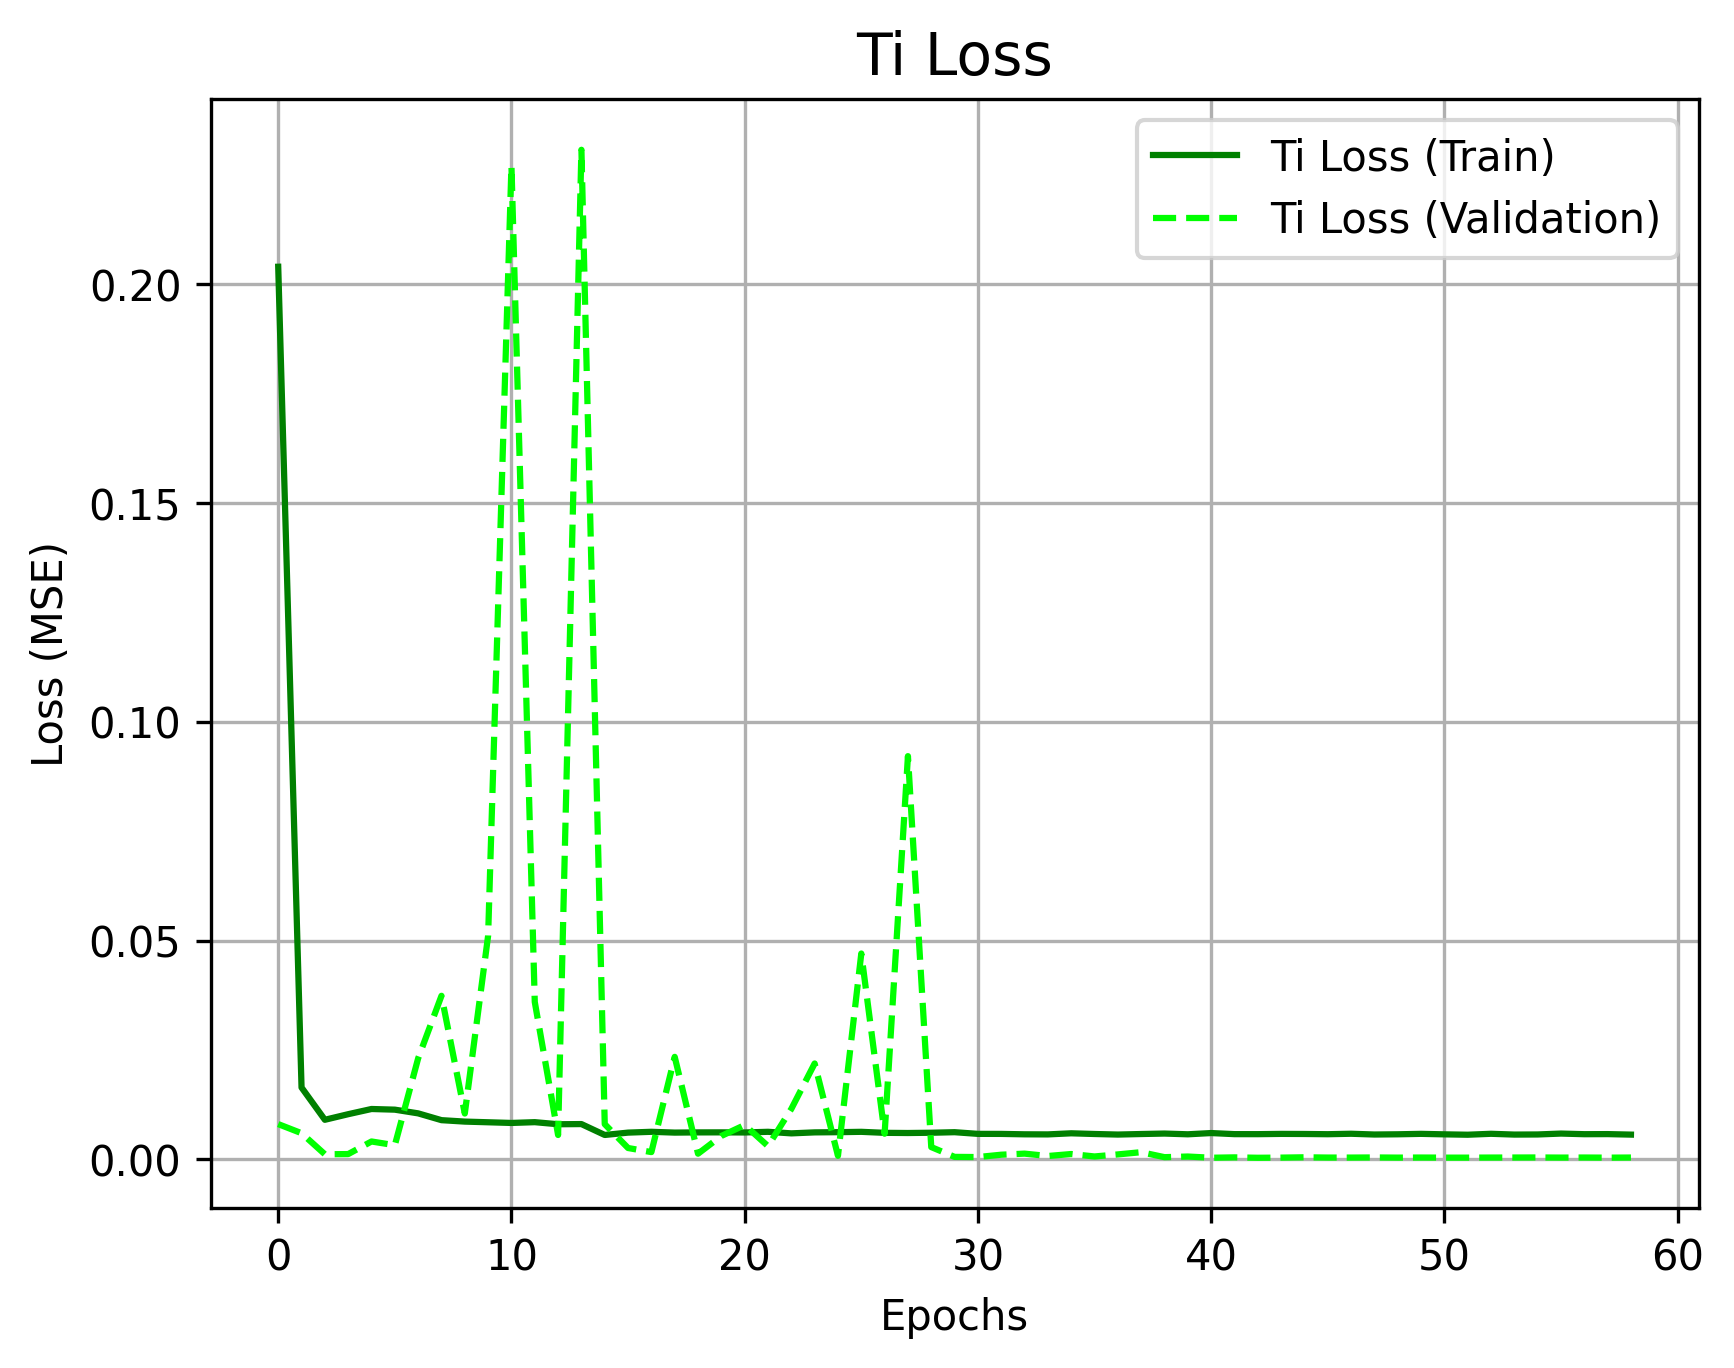 Ti Loss
Ti Loss (Train)
Ti Loss (Validation)
Loss (MSE)
0.20
0.15
0.10
0.05
0.00
0 10 20 30 40 50 60
Epochs